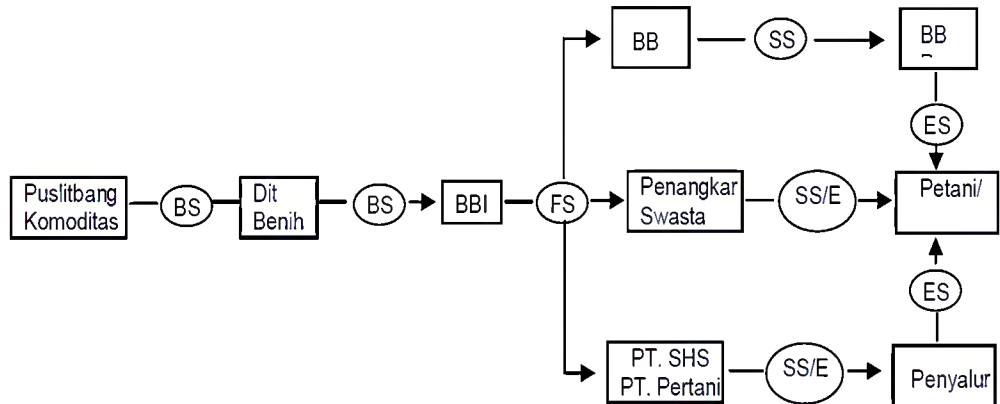 BB
SS
BB
ES
Puslitbang
Komoditas
BS
Dit
Benih
BS
BBI
FS
Penangkar
Swasta
SS/E
Petani/
ES
PT. SHS
PT. Pertani
SS/E
Penyalur